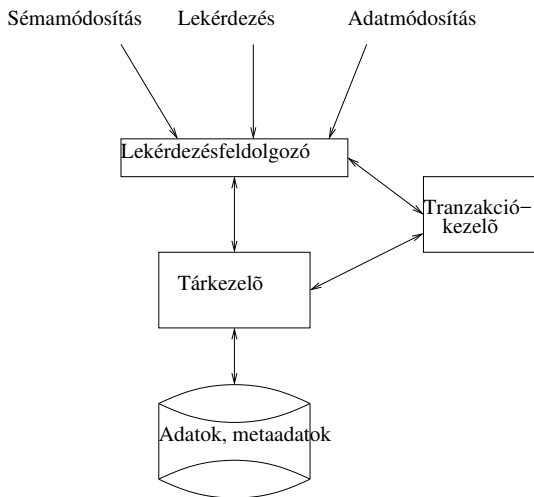 Sémamódosítás
Lekérdezés
Adatmódosítás
Lekérdezésfeldolgozó
Tranzakció−
kezelõ
Tárkezelõ
Adatok, metaadatok